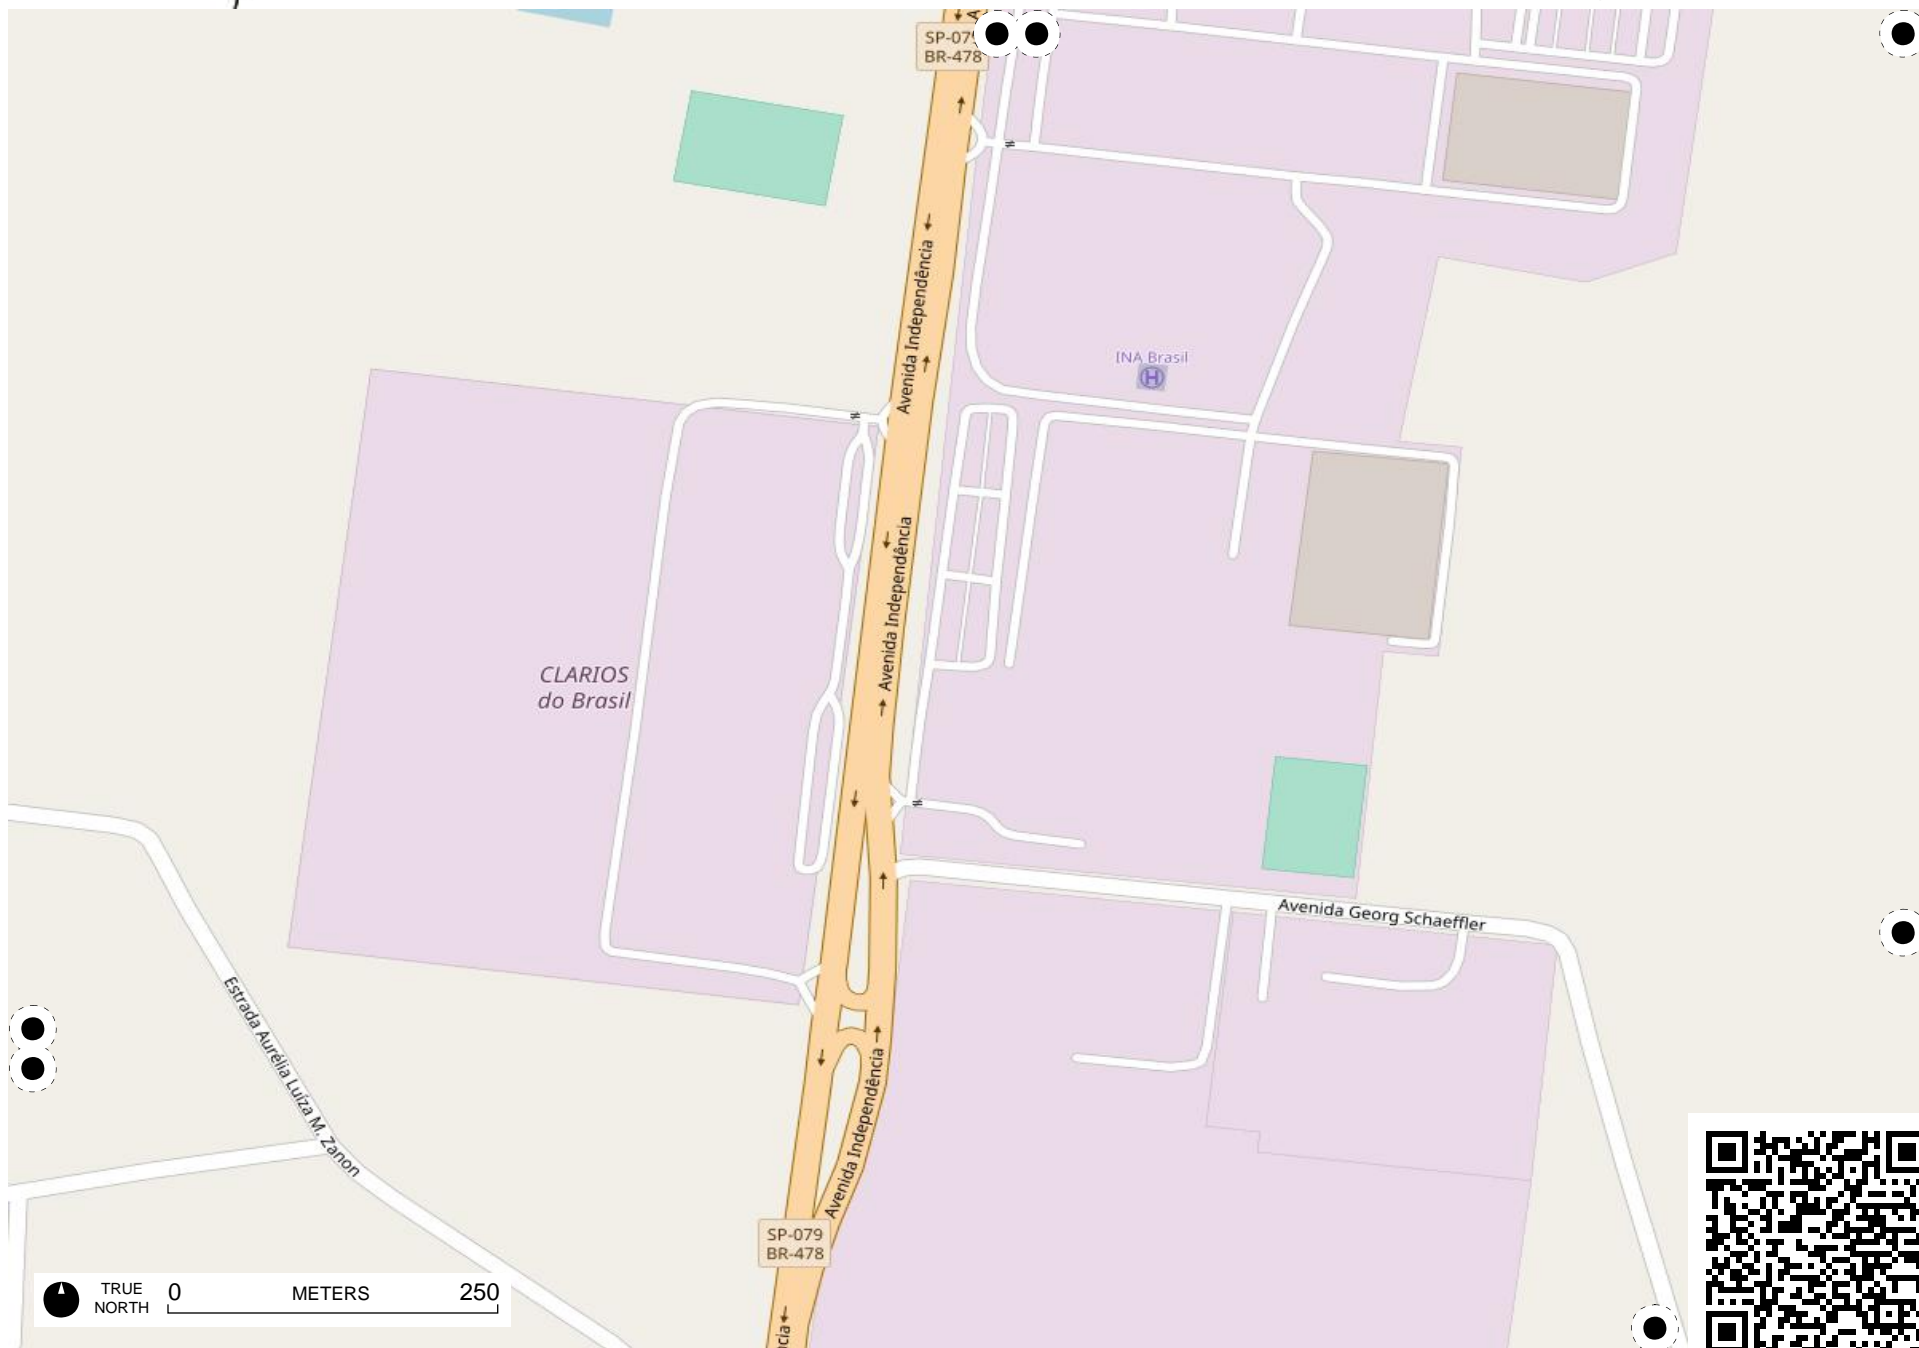 SP-079
BR-478
Avenida Independência
INA Brasil
H
Avenida Independência
CLARIOS
do Brasil
Avenida Georg Schaeffler
Estrada Aurélia Luíza M. Zanon
Avenida Independência
SP-079
BR-478
TRUE
NORTH
0
METERS
250